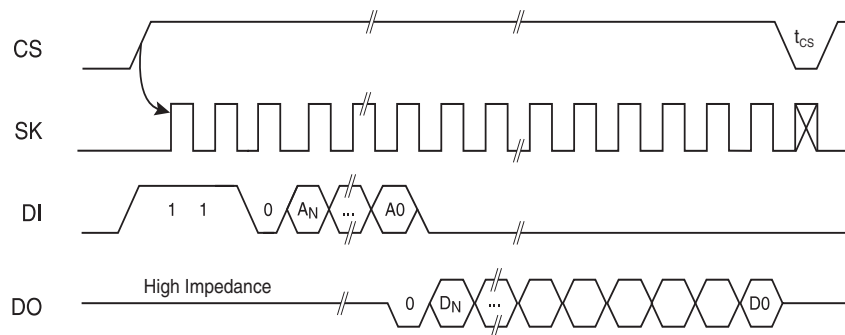 CS
t_CS
SK
DI
1 1 0 A_N ... A0
DO
High Impedance
0 D_N ... D0